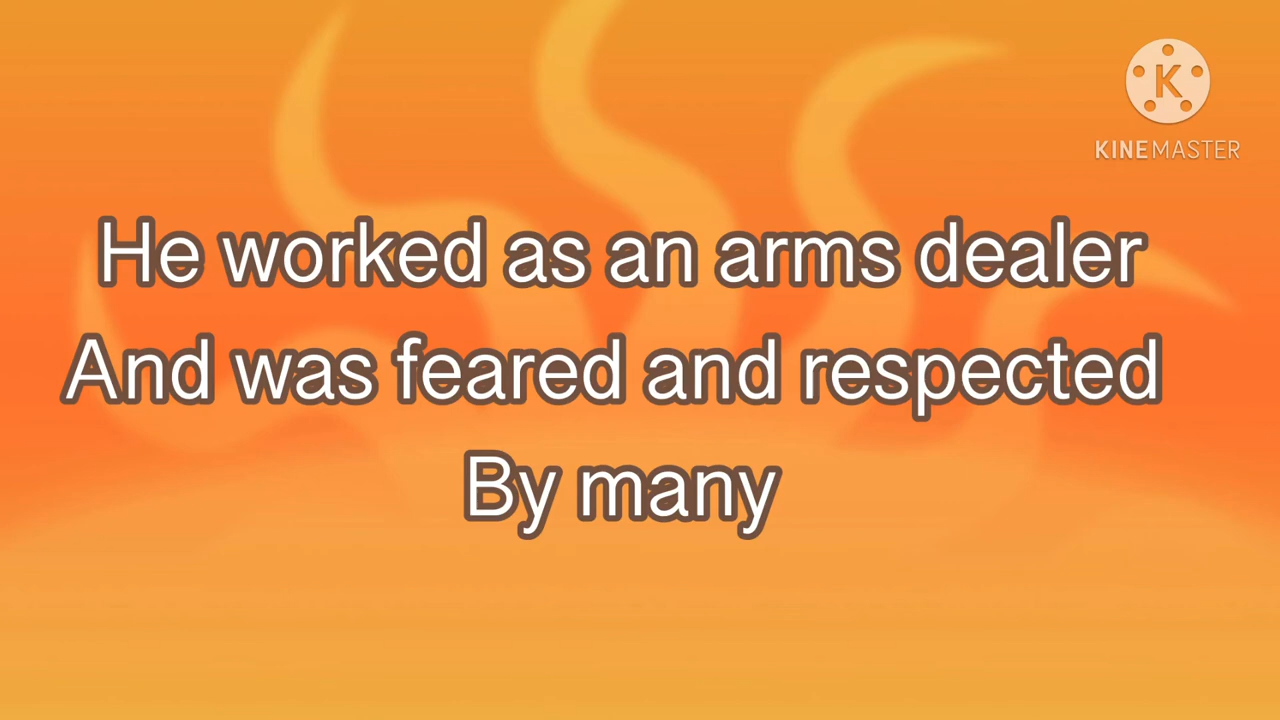 K
KINEMASTER
He worked as an arms dealer
And was feared and respected
By many